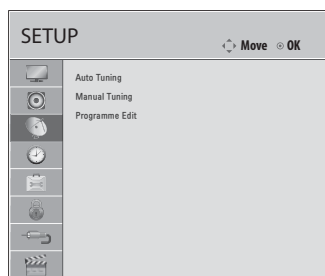 SETUP
Move OK
Auto Tuning
Manual Tuning
Programme Edit